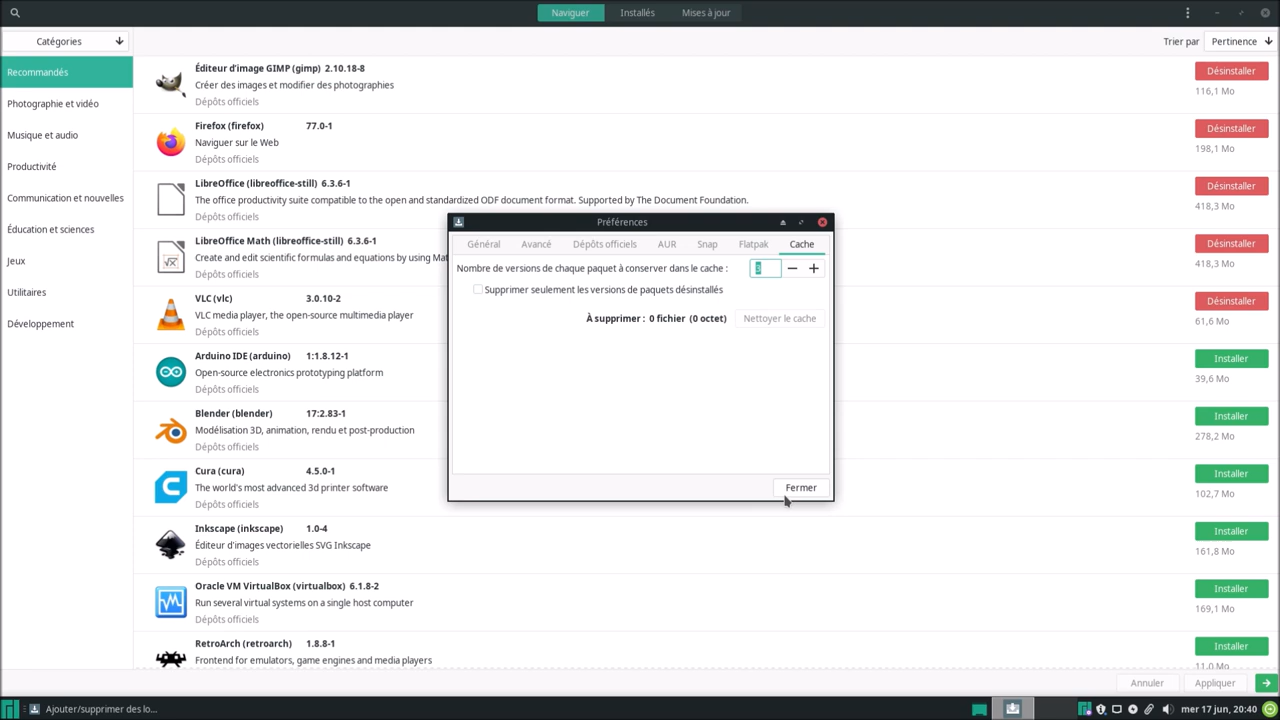 Naviguer Installés Mises à jour
Catégories
Trier par Pertinence
Recommandés
Photographie et vidéo
Musique et audio
Productivité
Communication et nouvelles
Éducation et sciences
Jeux
Utilitaires
Développement
Éditeur d'image GIMP (gimp) 2.10.18-8
Créer des images et modifier des photographies
Dépôts officiels
Désinstaller
116,1 Mo
Firefox (firefox) 77.0-1
Naviguer sur le Web
Dépôts officiels
Désinstaller
198,1 Mo
LibreOffice (libreoffice-still) 6.3.6-1
The office productivity suite compatible to the open and standardized ODF document format. Supported by The Document Foundation.
Dépôts officiels
Désinstaller
418,3 Mo
LibreOffice Math (libreoffice-still) 6.3.6-1
Create and edit scientific formulas and equations by using Mat
Dépôts officiels
Désinstaller
418,3 Mo
VLC (vlc) 3.0.10-2
VLC media player, the open-source multimedia player
Dépôts officiels
Désinstaller
61,6 Mo
Arduino IDE (arduino) 1:1.8.12-1
Open-source electronics prototyping platform
Dépôts officiels
Installer
39,6 Mo
Blender (blender) 17:2.83-1
Modélisation 3D, animation, rendu et post-production
Dépôts officiels
Installer
278,2 Mo
Cura (cura) 4.5.0-1
The world's most advanced 3d printer software
Dépôts officiels
Installer
102,7 Mo
Inkscape (inkscape) 1.0-4
Éditeur d'images vectorielles SVG Inkscape
Dépôts officiels
Installer
161,8 Mo
Oracle VM VirtualBox (virtualbox) 6.1.8-2
Run several virtual systems on a single host computer
Dépôts officiels
Installer
169,1 Mo
RetroArch (retroarch) 1.8.8-1
Frontend for emulators, game engines and media players
Installer
11,0 Mo
Préférences
Général Avancé Dépôts officiels AUR Snap Flatpak Cache
Nombre de versions de chaque paquet à conserver dans le cache : 3
Supprimer seulement les versions de paquets désinstallés
À supprimer : 0 fichier (0 octet) Nettoyer le cache
Fermer
Annuler Appliquer
Ajouter/supprimer des lo...
mer 17 jun, 20:40